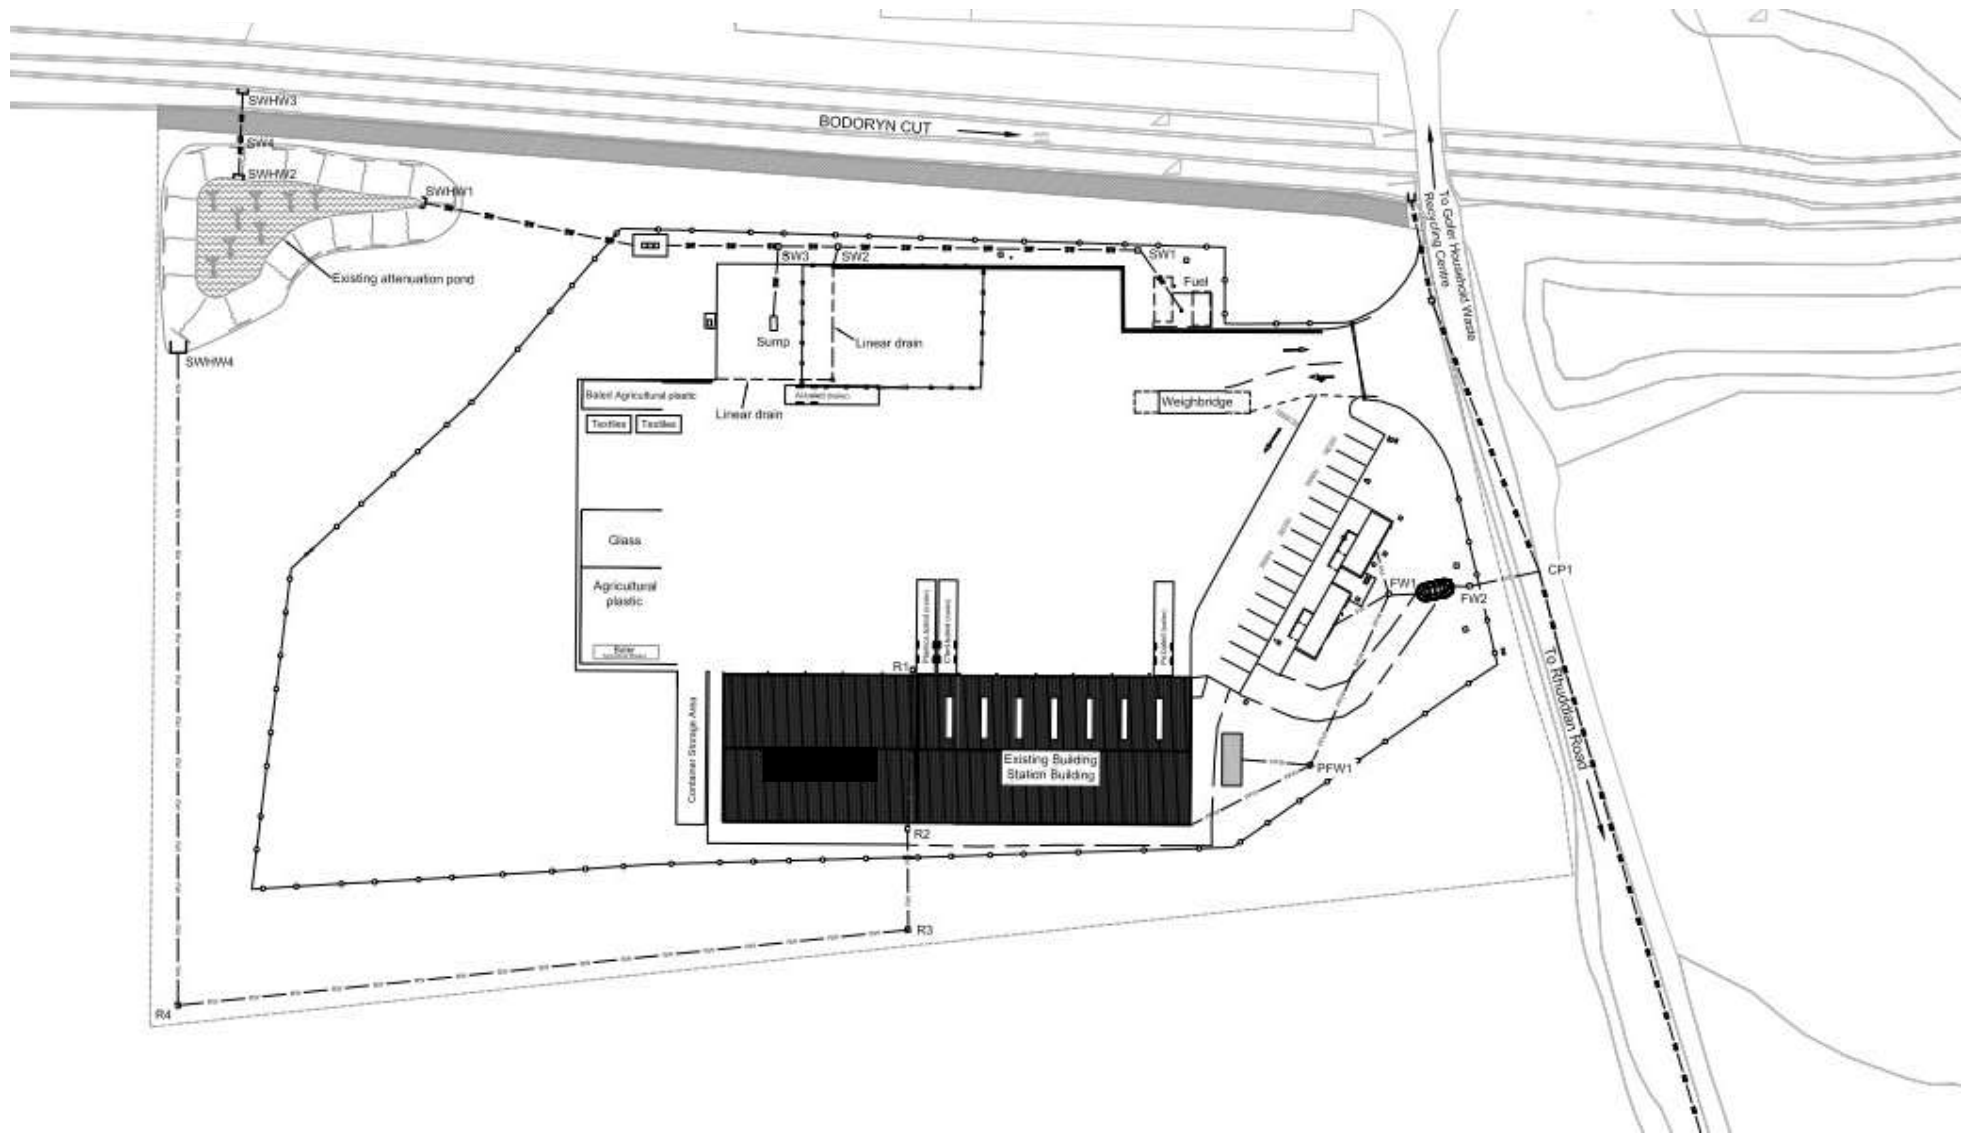 SWHW3
BODORYN CUT
SW4
SWHW2
SWHW1
To Gofer Household Waste
Recycling Centre
SW3
SW2
SW1
Existing attenuation pond
Fuel
Sump
Linear drain
SWHW4
Baled Agricultural plastic
Linear drain
Weighbridge
Textiles
Textiles
Glass
Agricultural
plastic
Baler
CP1
FW1
FW2
R1
To Rhuddlan Road
Container Storage Area
Existing Building
Station Building
PFW1
R2
R3
R4